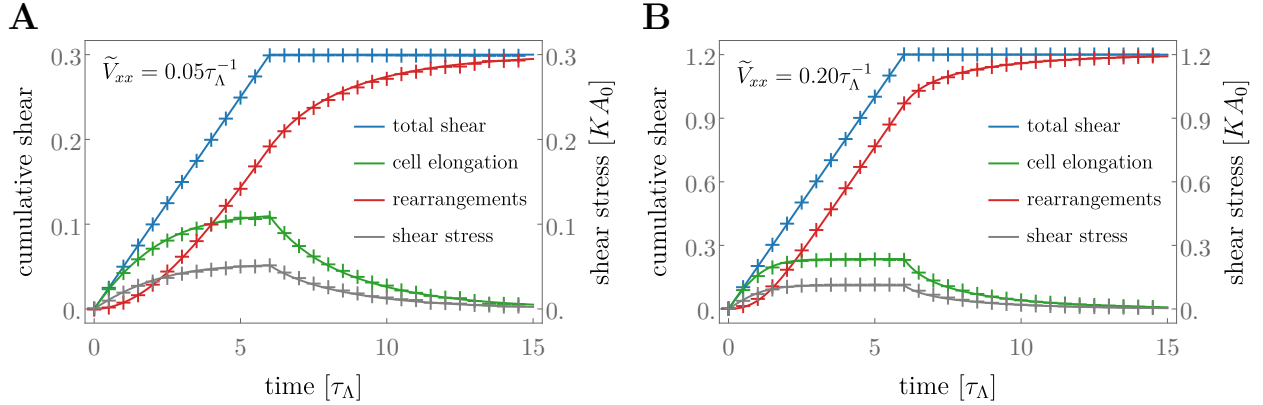 A
cumulative shear
0.3
0.2
0.1
0.
Ṽxx = 0.05τΛ⁻¹
total shear
cell elongation
rearrangements
shear stress
0.3
0.2
0.1
0.
shear stress [KA₀]
0 5 10 15
time [τΛ]
B
cumulative shear
1.2
0.9
0.6
0.3
0.
Ṽxx = 0.20τΛ⁻¹
total shear
cell elongation
rearrangements
shear stress
1.2
0.9
0.6
0.3
0.
shear stress [KA₀]
0 5 10 15
time [τΛ]